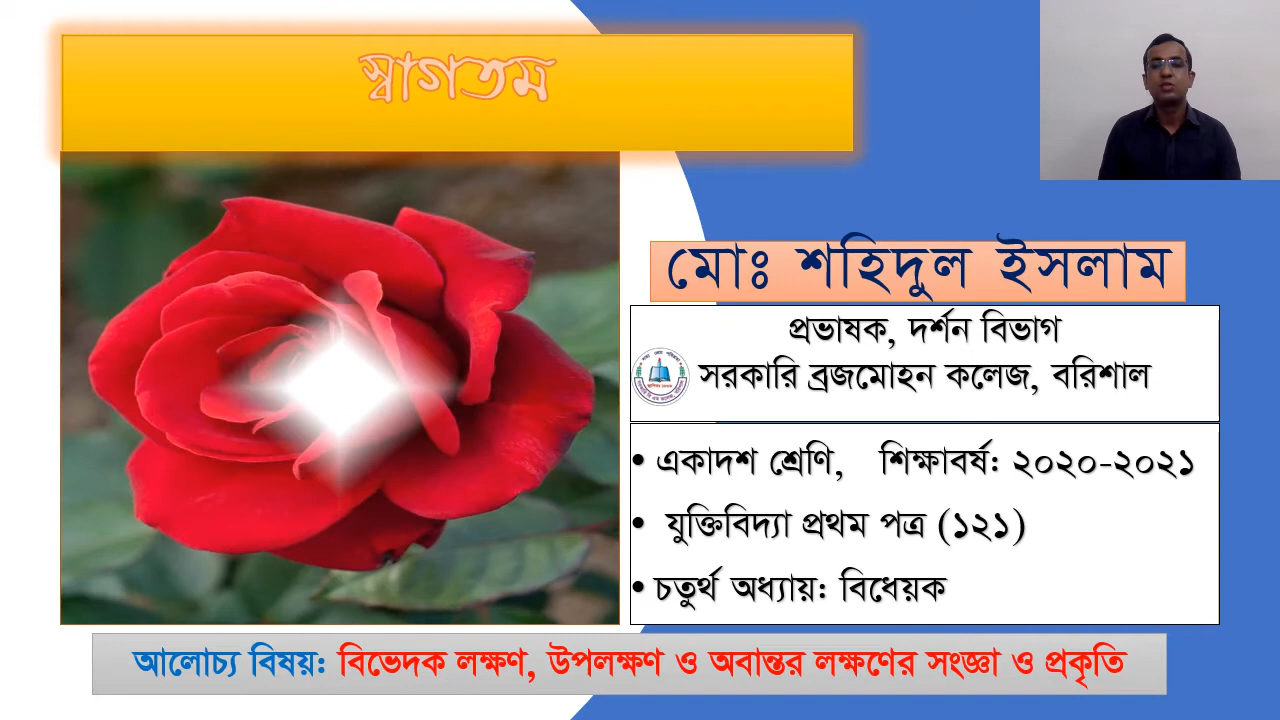 স্বাগতম
মোঃ শহিদুল ইসলাম
প্রভাষক, দর্শন বিভাগ
সরকারি ব্রজমোহন কলেজ, বরিশাল
• একাদশ শ্রেণি, শিক্ষাবর্ষ: ২০২০-২০২১
• যুক্তিবিদ্যা প্রথম পত্র (১২১)
• চতুর্থ অধ্যায়: বিধেয়ক
আলোচ্য বিষয়: বিভেদক লক্ষণ, উপলক্ষণ ও অবান্তর লক্ষণের সংজ্ঞা ও প্রকৃতি